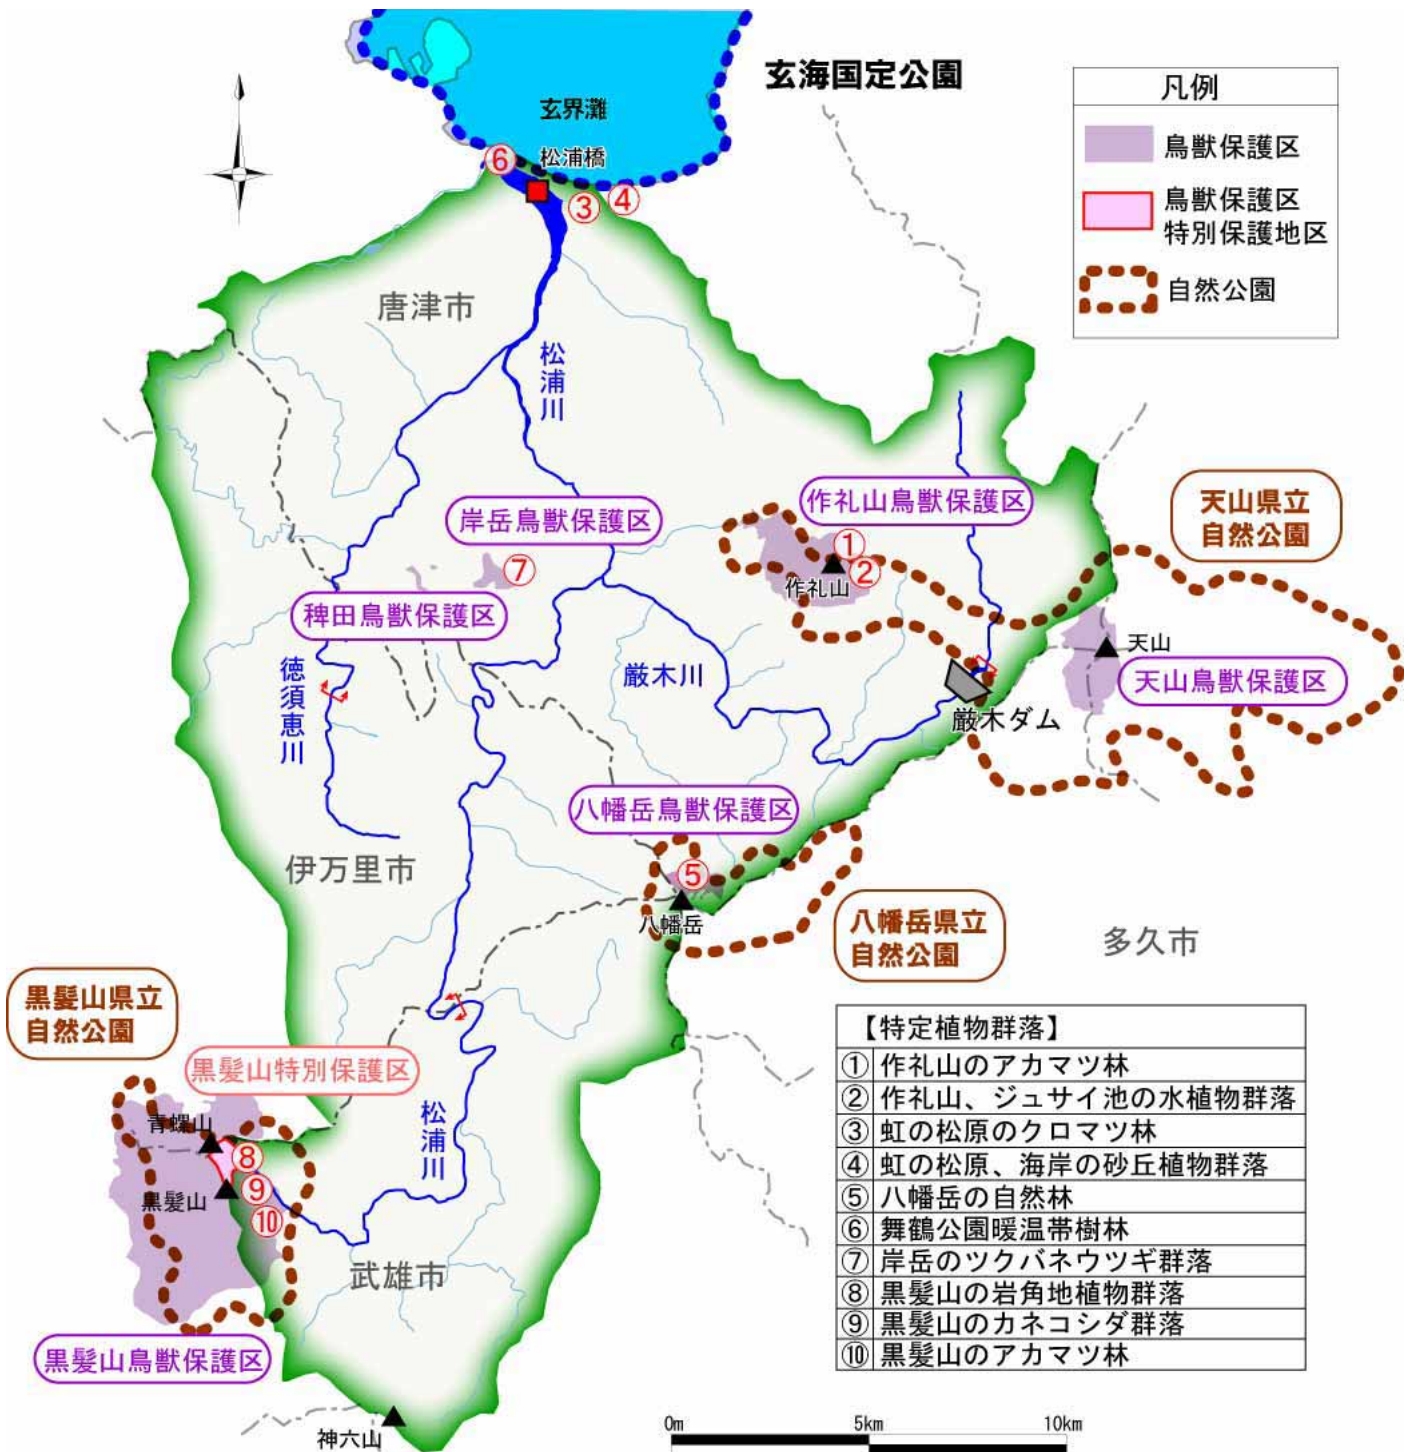 玄海国定公園
玄界灘
松浦橋
⑥
③
④
凡例
鳥獣保護区
鳥獣保護区
特別保護地区
自然公園
唐津市
松浦川
岸岳鳥獣保護区
⑦
作礼山鳥獣保護区
①
②
作礼山
天山県立
自然公園
稗田鳥獣保護区
徳須恵川
厳木川
天山
天山鳥獣保護区
厳木ダム
八幡岳鳥獣保護区
⑤
八幡岳
伊万里市
八幡岳県立
自然公園
多久市
黒髪山県立
自然公園
黒髪山特別保護区
青螺山
⑧
黒髪山
⑨
⑩
松浦川
武雄市
黒髪山鳥獣保護区
神六山
【特定植物群落】
① 作礼山のアカマツ林
② 作礼山、ジュサイ池の水植物群落
③ 虹の松原のクロマツ林
④ 虹の松原、海岸の砂丘植物群落
⑤ 八幡岳の自然林
⑥ 舞鶴公園暖温帯樹林
⑦ 岸岳のツクバネウツギ群落
⑧ 黒髪山の岩角地植物群落
⑨ 黒髪山のカネコシダ群落
⑩ 黒髪山のアカマツ林
0m 5km 10km